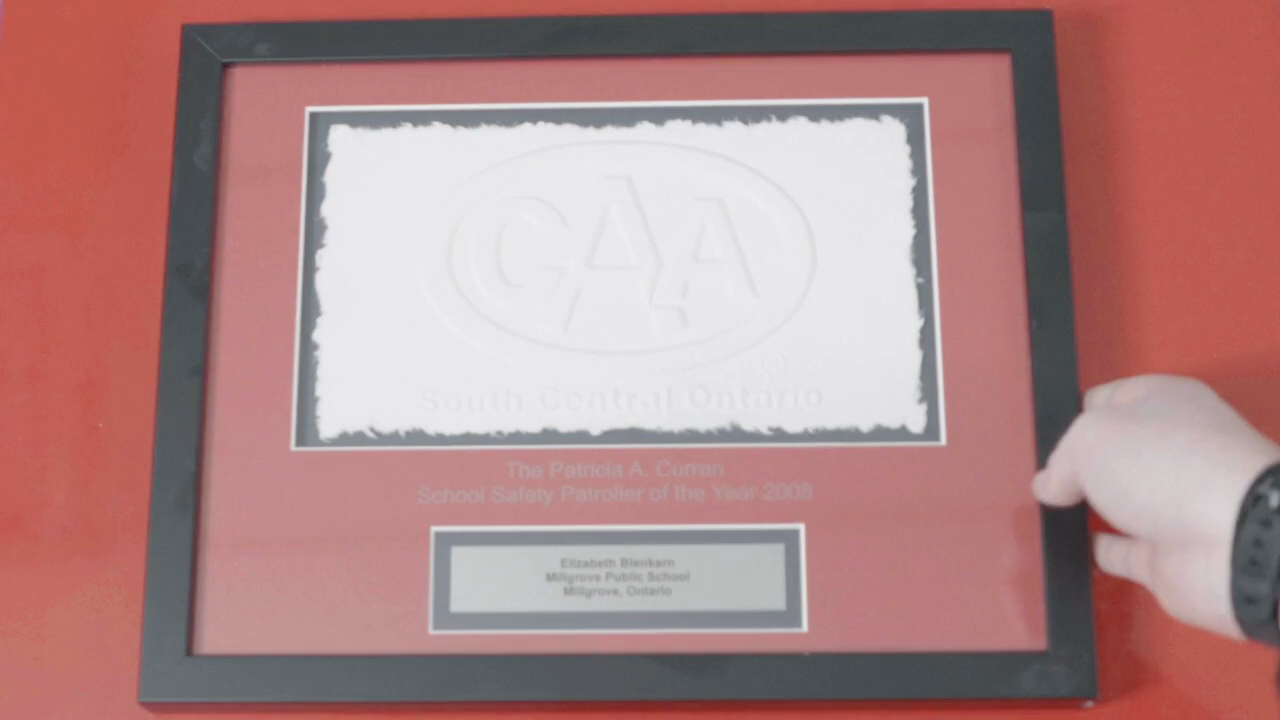 CAA
®
South Central Ontario
The Patricia A. Curran
School Safety Patroller of the Year 2008
Elizabeth Blenkarn
Millgrove Public School
Millgrove, Ontario